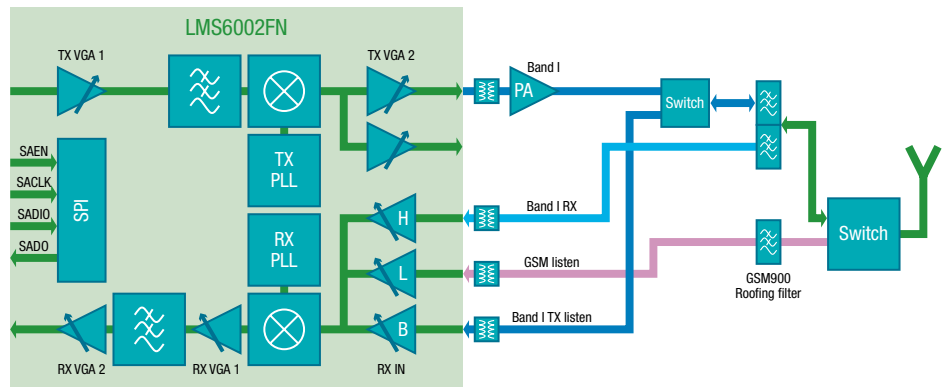 LMS6002FN
TX VGA 1
TX VGA 2
Band I
PA
Switch
SAEN
SACLK
SADIO
SADO
SPI
TX
PLL
RX
PLL
H
L
B
Band I RX
GSM listen
Band I TX listen
Switch
GSM900
Roofing filter
RX VGA 2
RX VGA 1
RX IN